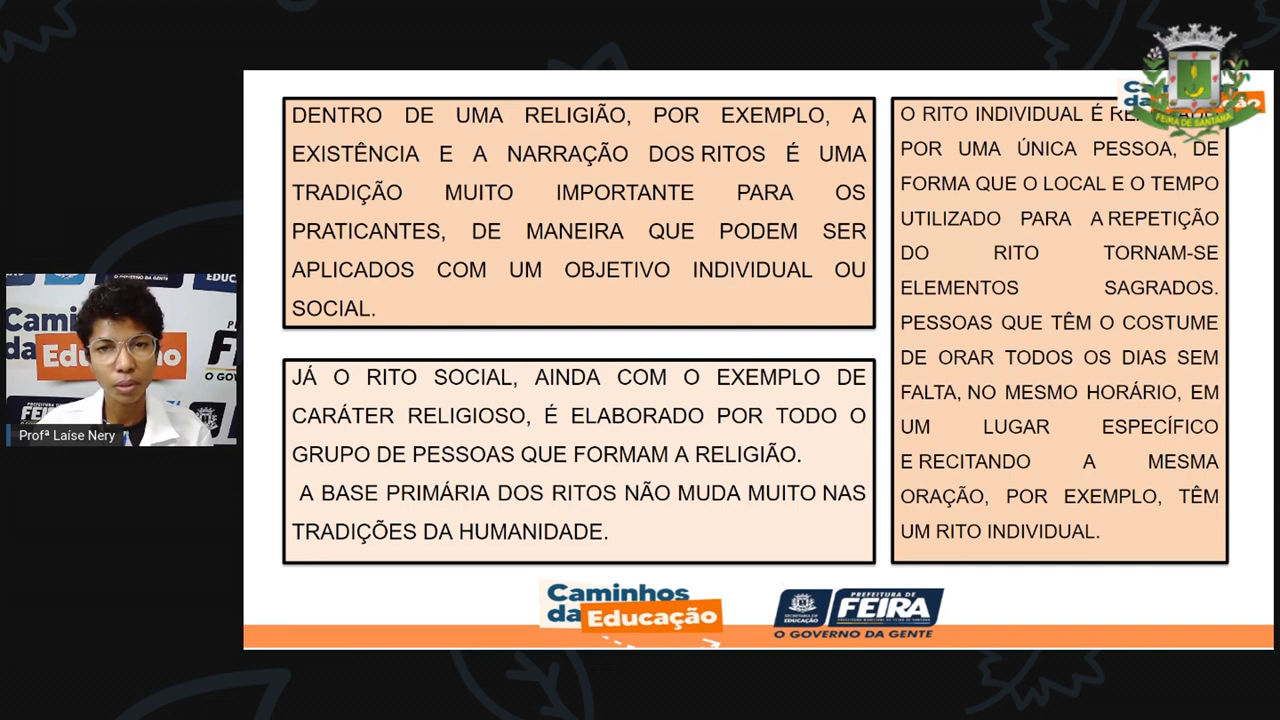 DENTRO DE UMA RELIGIÃO, POR EXEMPLO, A
EXISTÊNCIA E A NARRAÇÃO DOS RITOS É UMA
TRADIÇÃO MUITO IMPORTANTE PARA OS
PRATICANTES, DE MANEIRA QUE PODEM SER
APLICADOS COM UM OBJETIVO INDIVIDUAL OU
SOCIAL.
JÁ O RITO SOCIAL, AINDA COM O EXEMPLO DE
CARÁTER RELIGIOSO, É ELABORADO POR TODO O
GRUPO DE PESSOAS QUE FORMAM A RELIGIÃO.
A BASE PRIMÁRIA DOS RITOS NÃO MUDA MUITO NAS
TRADIÇÕES DA HUMANIDADE.
O RITO INDIVIDUAL É
POR UMA ÚNICA PESSOA, DE
FORMA QUE O LOCAL E O TEMPO
UTILIZADO PARA A REPETIÇÃO
DO RITO TORNAM-SE
ELEMENTOS SAGRADOS.
PESSOAS QUE TÊM O COSTUME
DE ORAR TODOS OS DIAS SEM
FALTA, NO MESMO HORÁRIO, EM
UM LUGAR ESPECÍFICO
E RECITANDO A MESMA
ORAÇÃO, POR EXEMPLO, TÊM
UM RITO INDIVIDUAL.
FEIRA DE SANTANA
Profª Laíse Nery
Caminhos
da Educação
SECRETARIA DE
EDUCAÇÃO
PREFEITURA DE
FEIRA
O GOVERNO DA GENTE